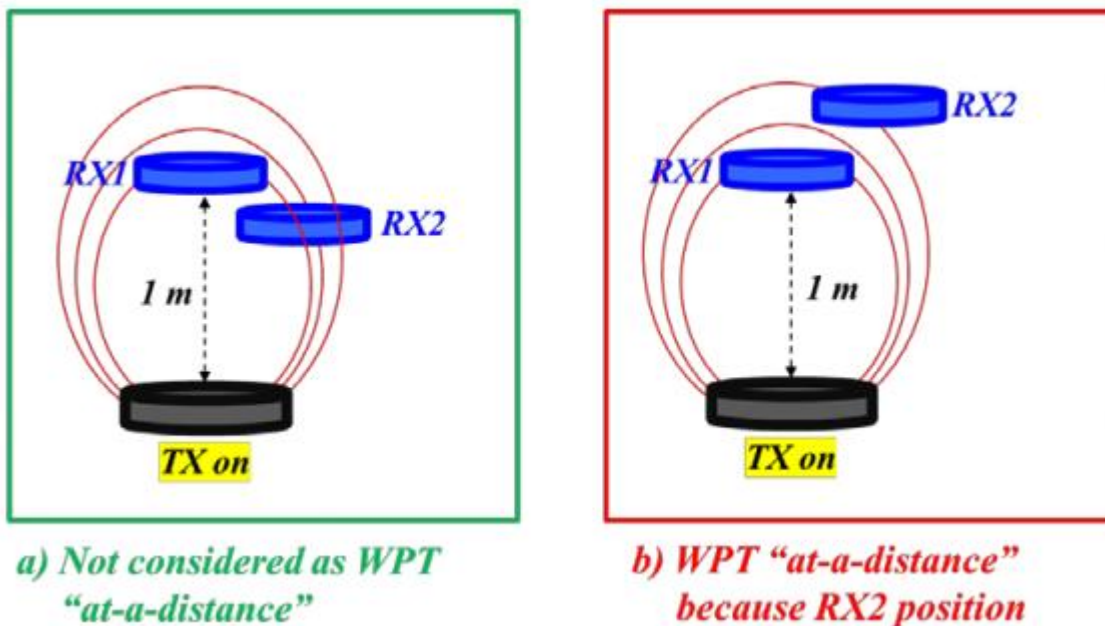 RX1
RX2
1 m
TX on
a) Not considered as WPT
"at-a-distance"
RX2
RX1
1 m
TX on
b) WPT "at-a-distance"
because RX2 position